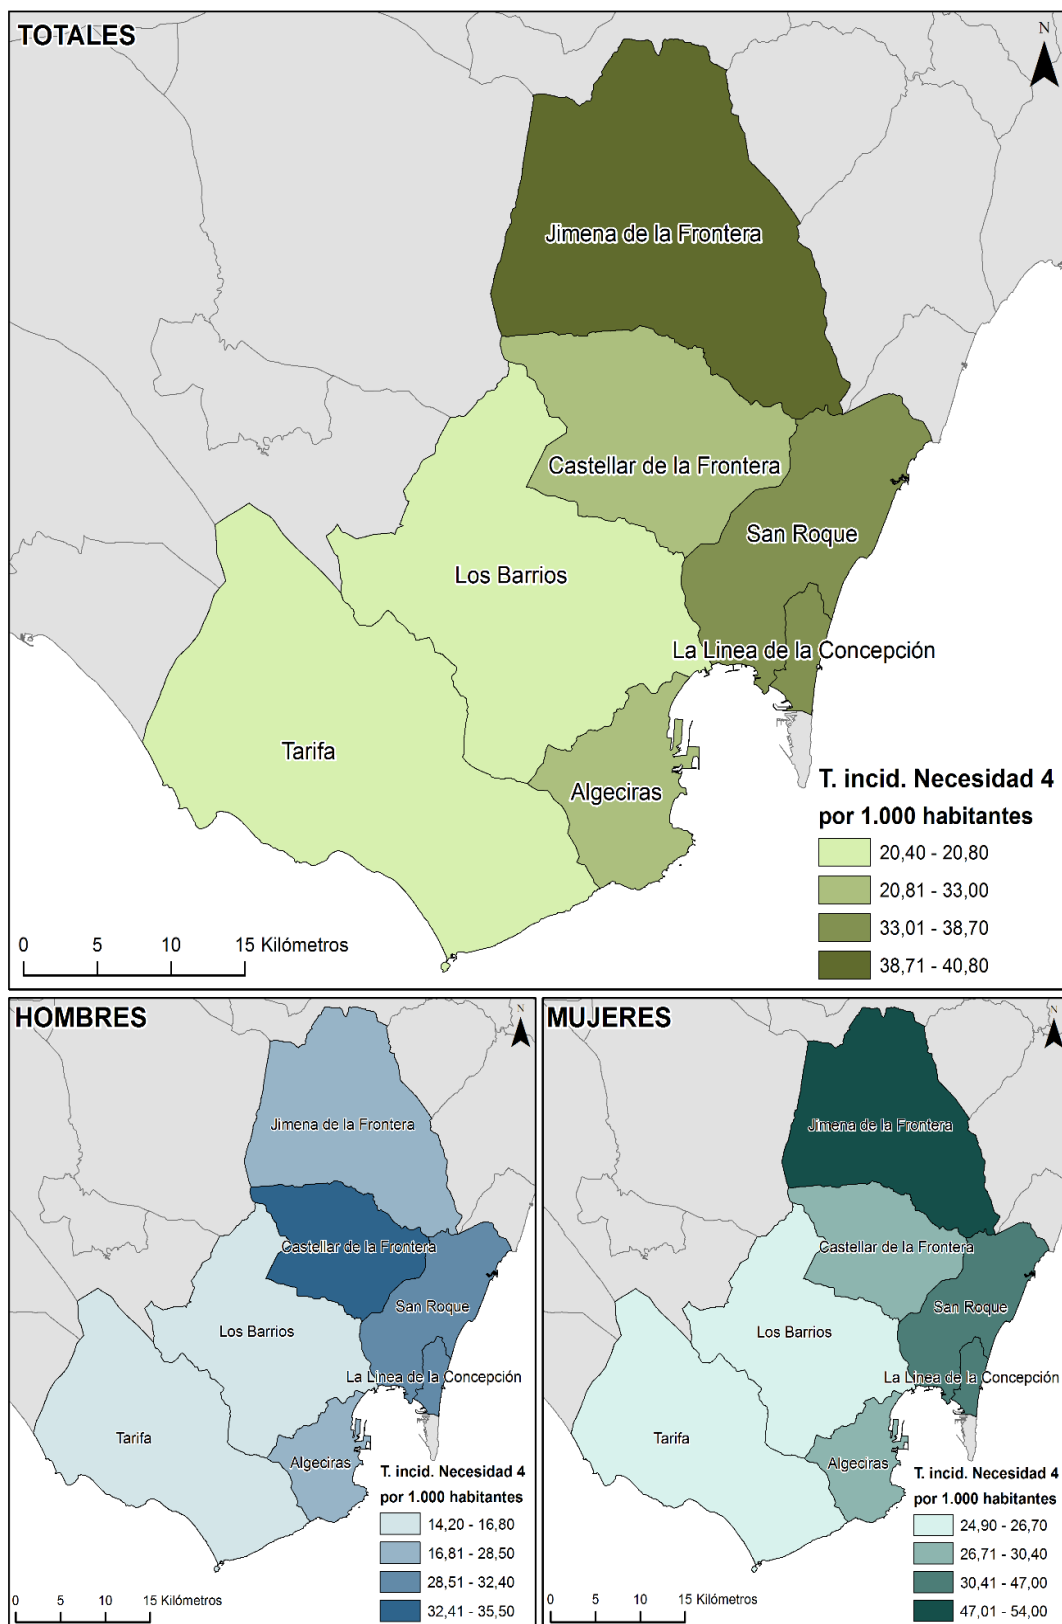 TOTALES
N
Jimena de la Frontera
Castellar de la Frontera
San Roque
Los Barrios
La Linea de la Concepción
Tarifa
Algeciras
T. incid. Necesidad 4
por 1.000 habitantes
20,40 - 20,80
20,81 - 33,00
33,01 - 38,70
38,71 - 40,80
0 5 10 15 Kilómetros
HOMBRES
N
Jimena de la Frontera
Castellar de la Frontera
San Roque
Los Barrios
La Linea de la Concepción
Tarifa
Algeciras
T. incid. Necesidad 4
por 1.000 habitantes
14,20 - 16,80
16,81 - 28,50
28,51 - 32,40
32,41 - 35,50
0 5 10 15 Kilómetros
MUJERES
N
Jimena de la Frontera
Castellar de la Frontera
San Roque
Los Barrios
La Linea de la Concepción
Tarifa
Algeciras
T. incid. Necesidad 4
por 1.000 habitantes
24,90 - 26,70
26,71 - 30,40
30,41 - 47,00
47,01 - 54,00
0 5 10 15 Kilómetros